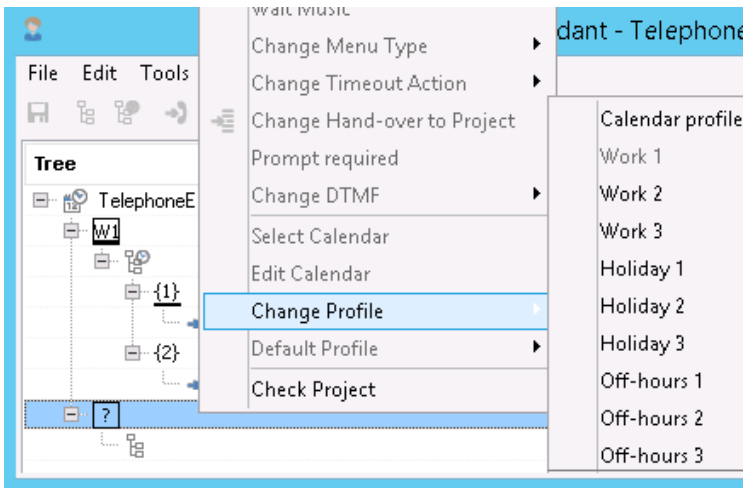 Wait Music
dant - Telephone
Change Menu Type
File Edit Tools
Change Timeout Action
Change Hand-over to Project
Calendar profile
Tree
Prompt required
Work 1
TelephoneE
Change DTMF
Work 2
W1
Select Calendar
Work 3
Edit Calendar
Holiday 1
{1}
Change Profile
Holiday 2
{2}
Default Profile
Holiday 3
Check Project
Off-hours 1
?
Off-hours 2
Off-hours 3